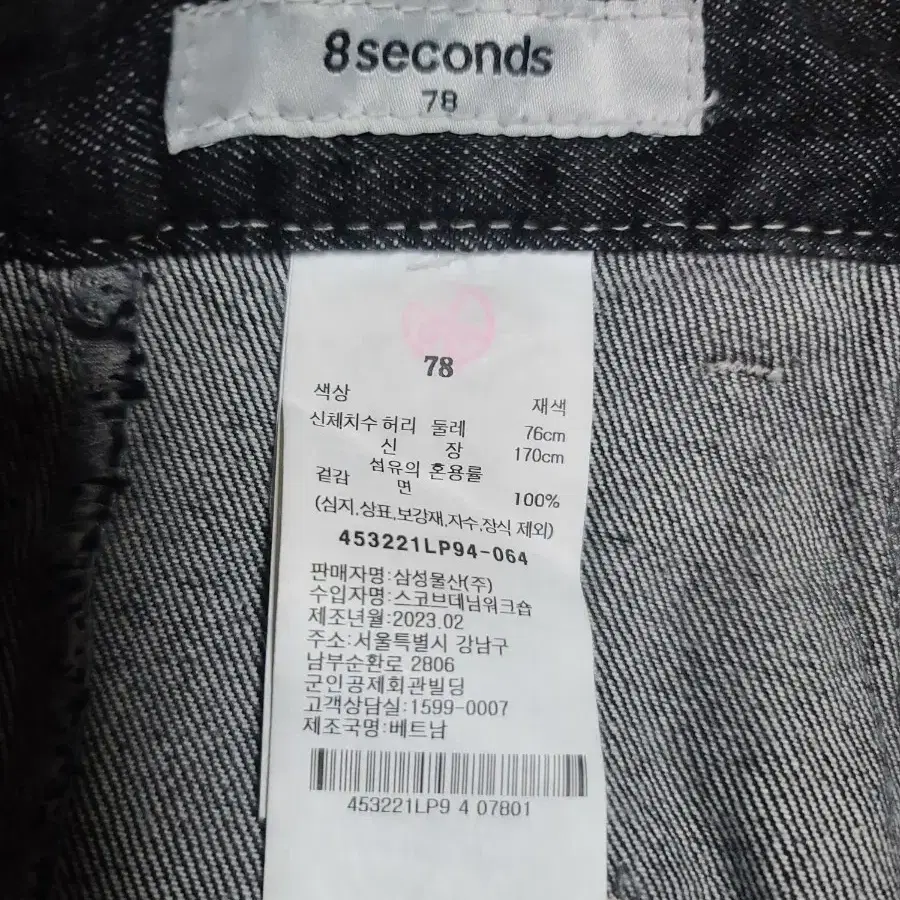 8seconds
78
78
색상 재색
신체치수 허리 둘레 76cm
신 장 170cm
섬유의 혼용률
겉감 면 100%
(심지,상표,보강재,자수,장식 제외)
453221LP94-064
판매자명:삼성물산(주)
수입자명:스코브데님워크숍
제조년월:2023.02
주소:서울특별시 강남구
남부순환로 2806
군인공제회관빌딩
고객상담실:1599-0007
제조국명:베트남
453221LP9 4 07801